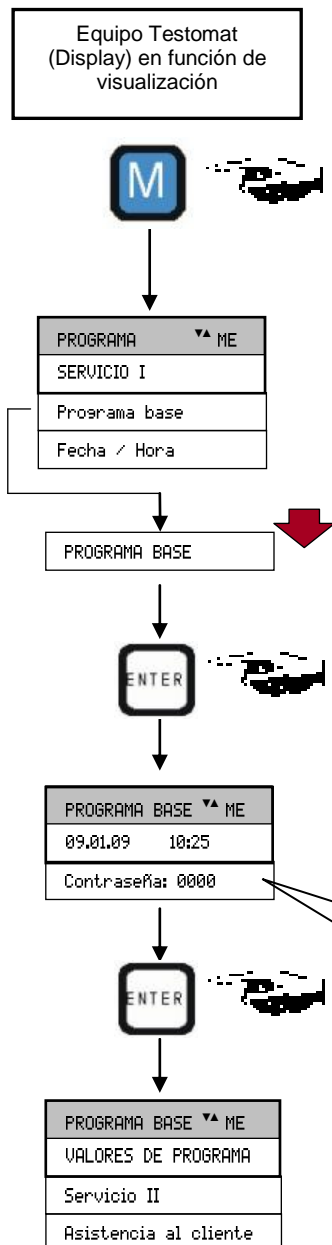 Equipo Testomat
(Display) en función de
visualización
M
PROGRAMA ▼▲ ME
SERVICIO I
Programa base
Fecha / Hora
PROGRAMA BASE
ENTER
PROGRAMA BASE ▼▲ ME
09.01.09 10:25
Contraseña: 0000
ENTER
PROGRAMA BASE ▼▲ ME
VALORES DE PROGRAMA
Servicio II
Asistencia al cliente